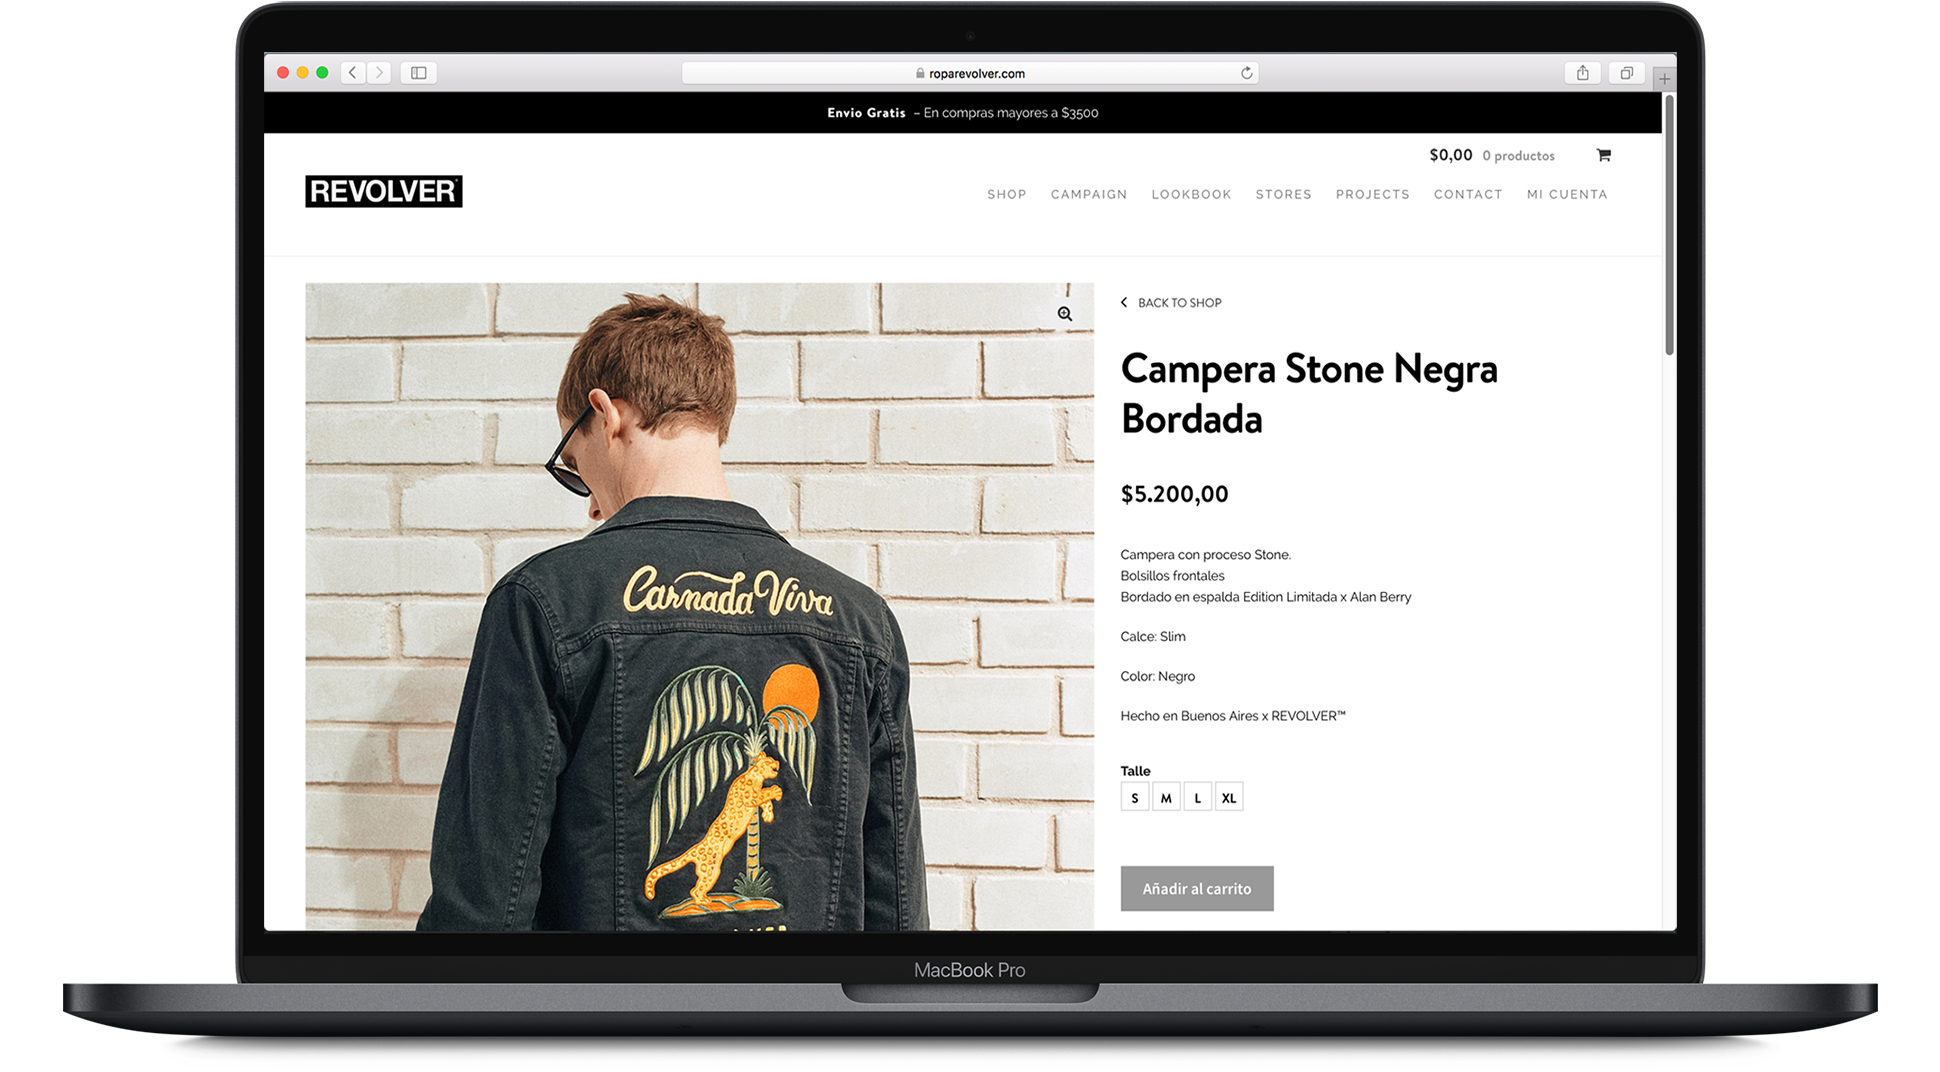 roparevolver.com
Envio Gratis – En compras mayores a $3500
$0,00 0 productos
REVOLVER
SHOP CAMPAIGN LOOKBOOK STORES PROJECTS CONTACT MI CUENTA
BACK TO SHOP
Campera Stone Negra
Bordada
$5.200,00
Campera con proceso Stone.
Bolsillos frontales
Bordado en espalda Edition Limitada x Alan Berry
Calce: Slim
Color: Negro
Hecho en Buenos Aires x REVOLVER™
Talle
S M L XL
Añadir al carrito
Carnada Viva
MacBook Pro